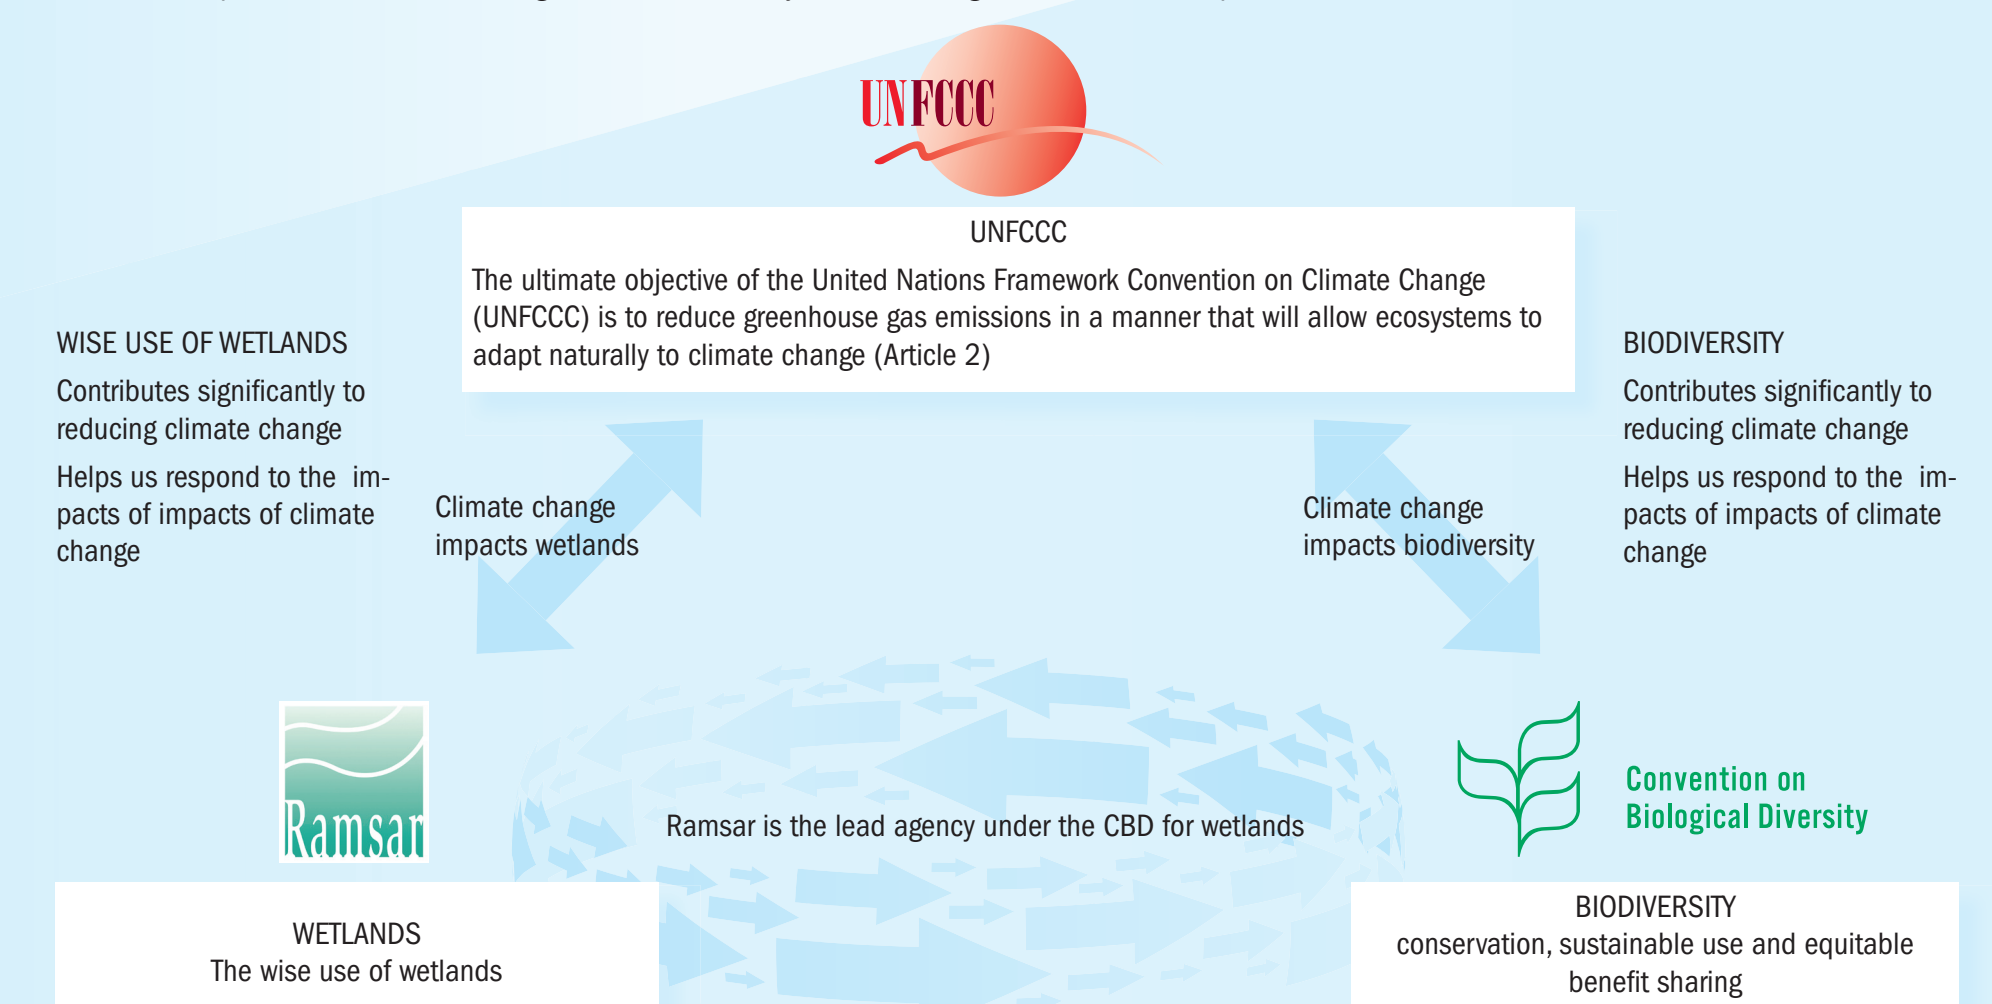 UNFCCC
UNFCCC
The ultimate objective of the United Nations Framework Convention on Climate Change
(UNFCCC) is to reduce greenhouse gas emissions in a manner that will allow ecosystems to
adapt naturally to climate change (Article 2)
WISE USE OF WETLANDS
Contributes significantly to
reducing climate change
Helps us respond to the im-
pacts of impacts of climate
change
Climate change
impacts wetlands
Climate change
impacts biodiversity
BIODIVERSITY
Contributes significantly to
reducing climate change
Helps us respond to the im-
pacts of impacts of climate
change
Ramsar
Ramsar is the lead agency under the CBD for wetlands
Convention on
Biological Diversity
WETLANDS
The wise use of wetlands
BIODIVERSITY
conservation, sustainable use and equitable
benefit sharing